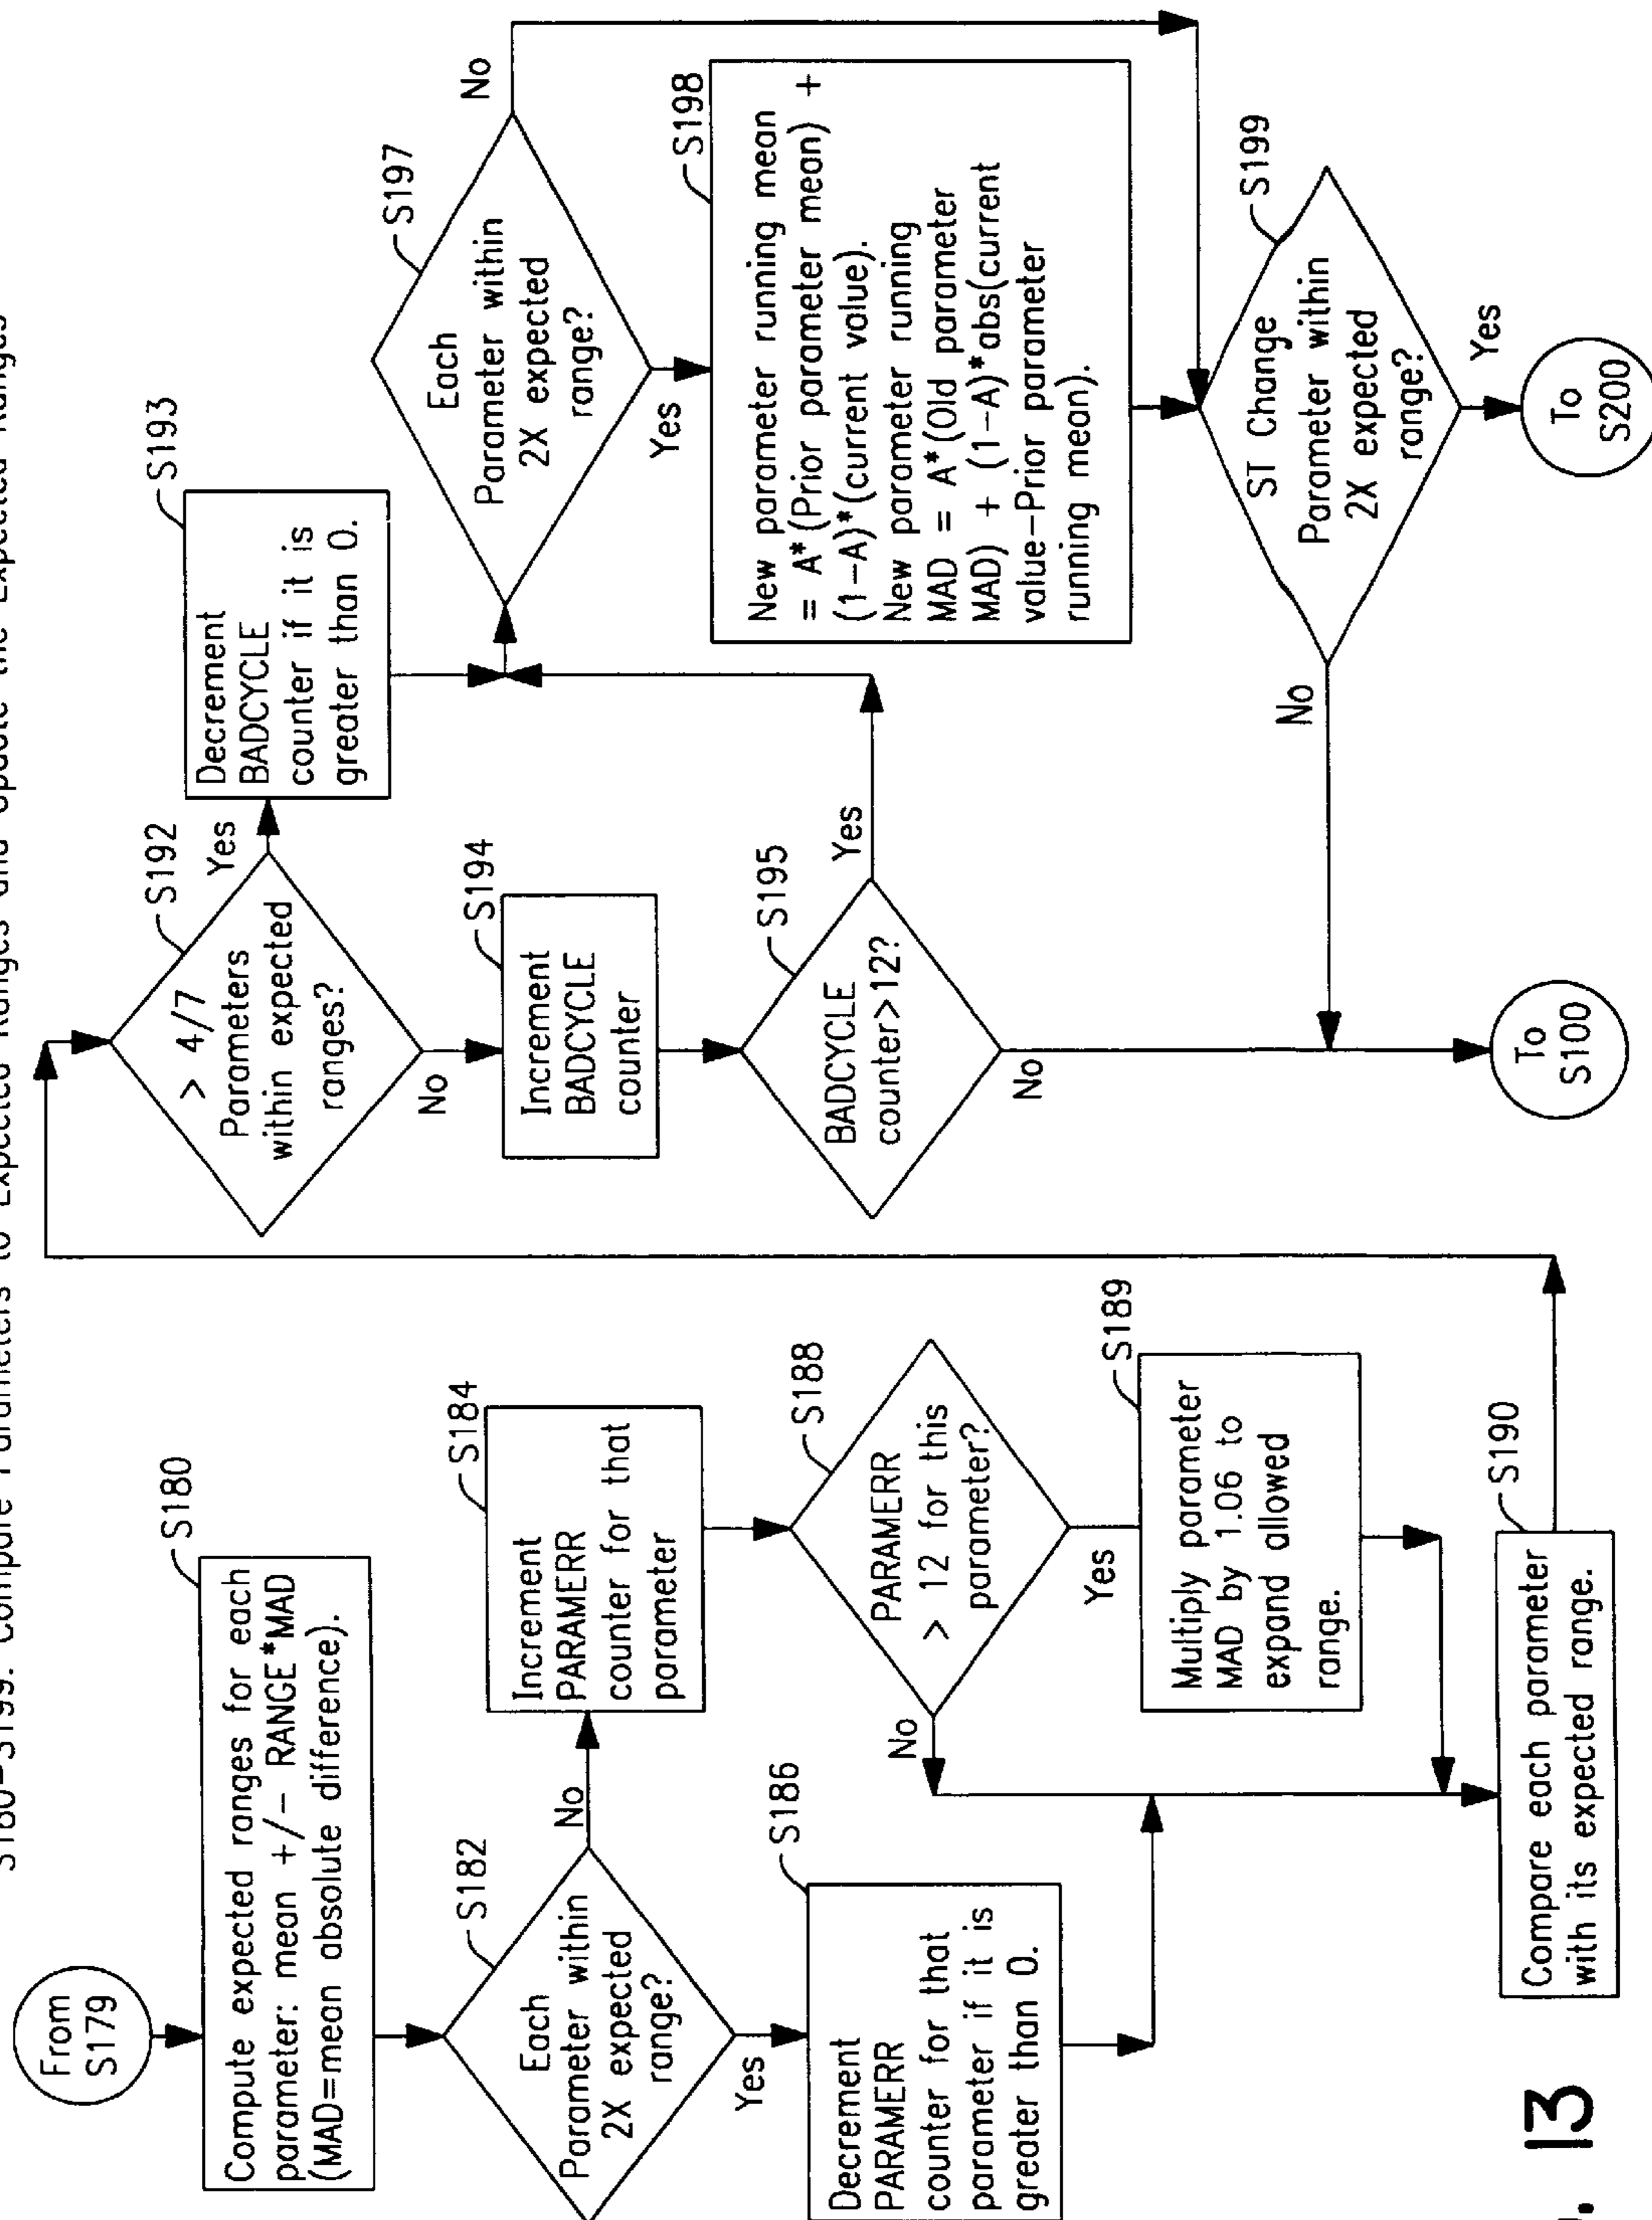 S180-S199: Compare Parameters to Expected Ranges and Update the Expected Ranges
From
S179
S180
Compute expected ranges for each
parameter: mean +/- RANGE*MAD
(MAD=mean absolute difference).
S182
Each
Parameter within
2X expected
range?
No
Yes
S184
Increment
PARAMERR
counter for that
parameter
S186
Decrement
PARAMERR
counter for that
parameter if it is
greater than 0.
S188
PARAMERR
> 12 for this
parameter?
No
Yes
S189
Multiply parameter
MAD by 1.06 to
expand allowed
range.
S190
Compare each parameter
with its expected range.
S192
> 4/7
Parameters
within expected
ranges?
Yes
No
S193
Decrement
BADCYCLE
counter if it is
greater than 0.
S194
Increment
BADCYCLE
counter
S195
BADCYCLE
counter>12?
Yes
No
To
S100
S197
Each
Parameter within
2X expected
range?
No
Yes
S198
New parameter running mean
= A*(Prior parameter mean) +
(1-A)*(current value).
New parameter running
MAD = A*(Old parameter
MAD) + (1-A)*abs(current
value-Prior parameter
running mean).
S199
ST Change
Parameter within
2X expected
range?
No
Yes
To
S200
13